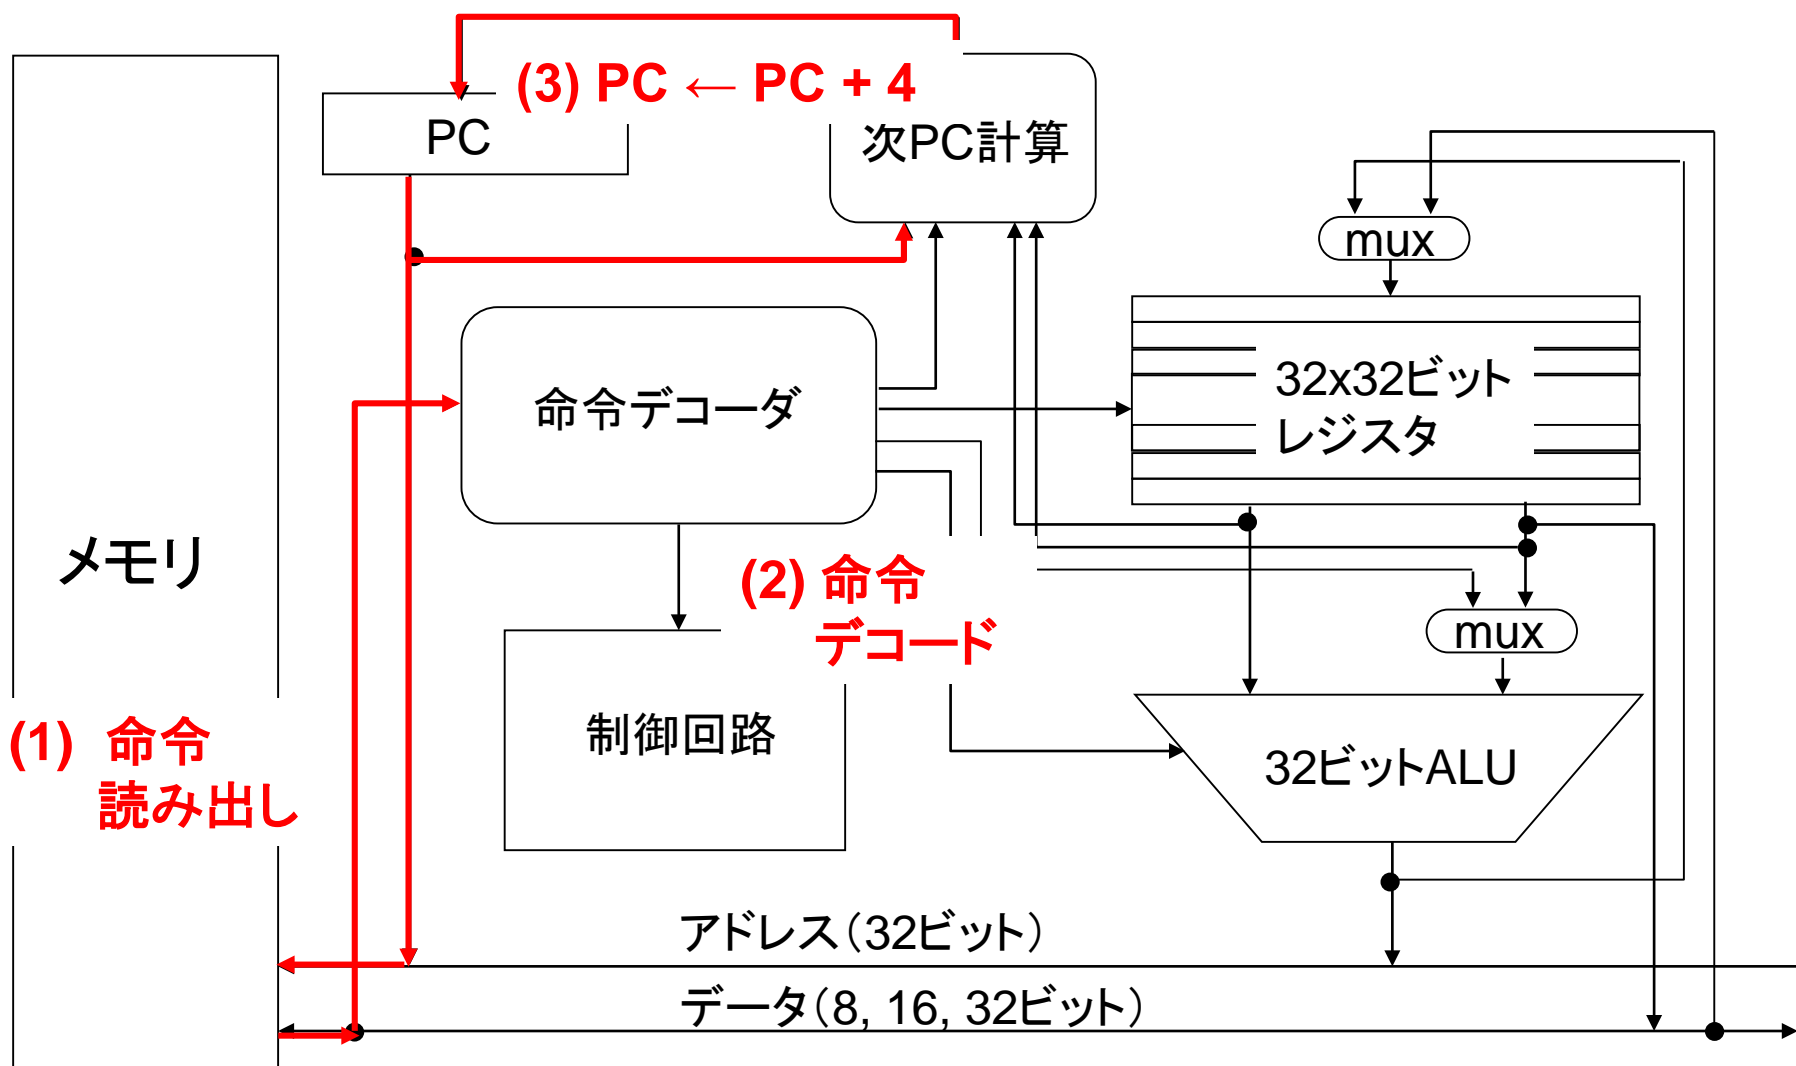 (3) PC ← PC + 4
PC
次PC計算
mux
命令デコーダ
32x32ビット
レジスタ
メモリ
(2) 命令
デコード
mux
(1) 命令
読み出し
制御回路
32ビットALU
アドレス(32ビット)
データ(8, 16, 32ビット)